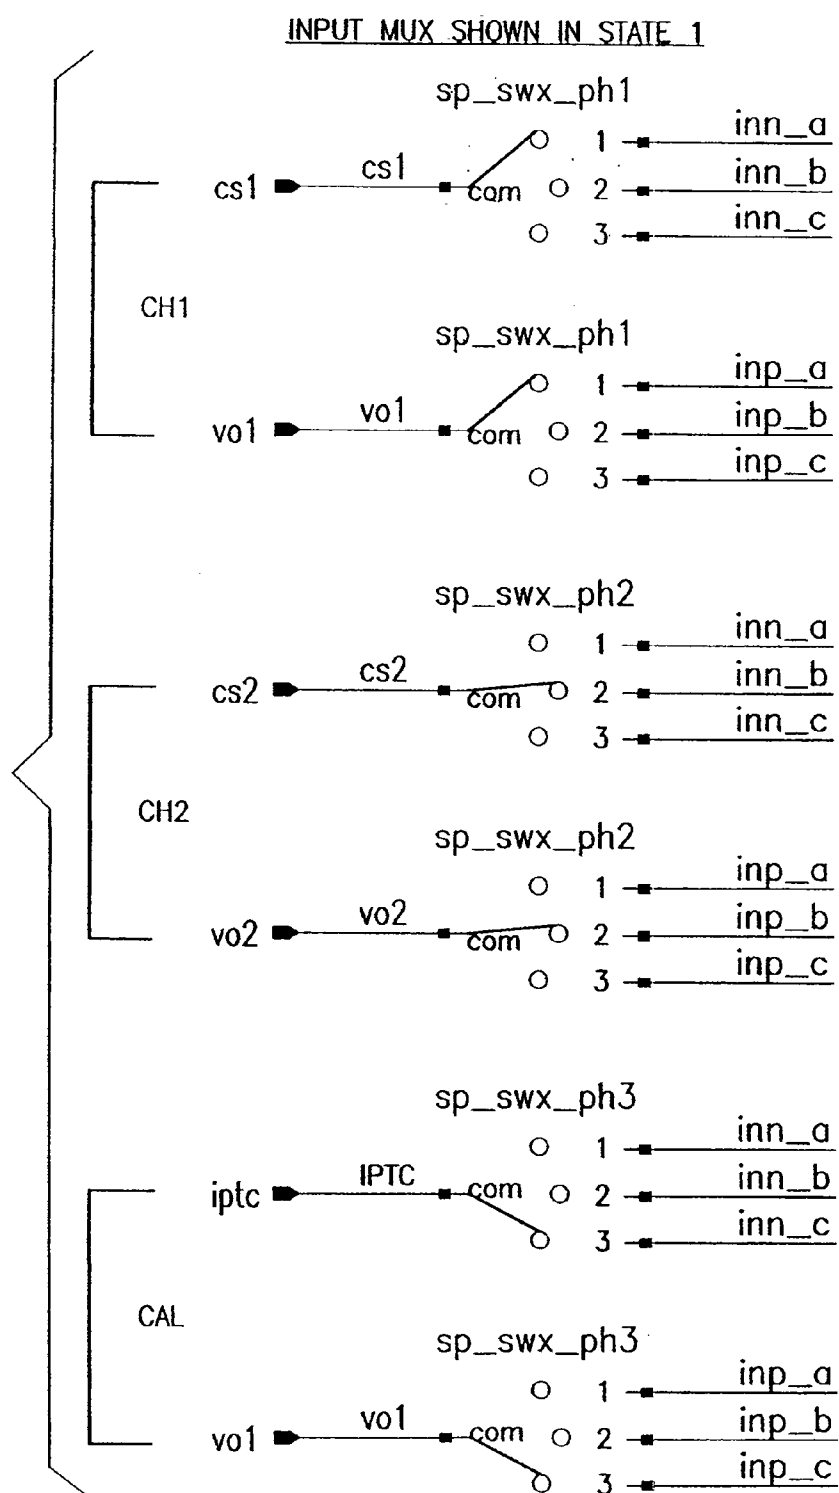 INPUT MUX SHOWN IN STATE 1
sp_swx_ph1
1 inn_a
cs1 cs1 com 2 inn_b
3 inn_c
CH1
sp_swx_ph1
1 inp_a
vo1 vo1 com 2 inp_b
3 inp_c
sp_swx_ph2
1 inn_a
cs2 cs2 com 2 inn_b
3 inn_c
CH2
sp_swx_ph2
1 inp_a
vo2 vo2 com 2 inp_b
3 inp_c
sp_swx_ph3
1 inn_a
iptc IPTC com 2 inn_b
3 inn_c
CAL
sp_swx_ph3
1 inp_a
vo1 vo1 com 2 inp_b
3 inp_c